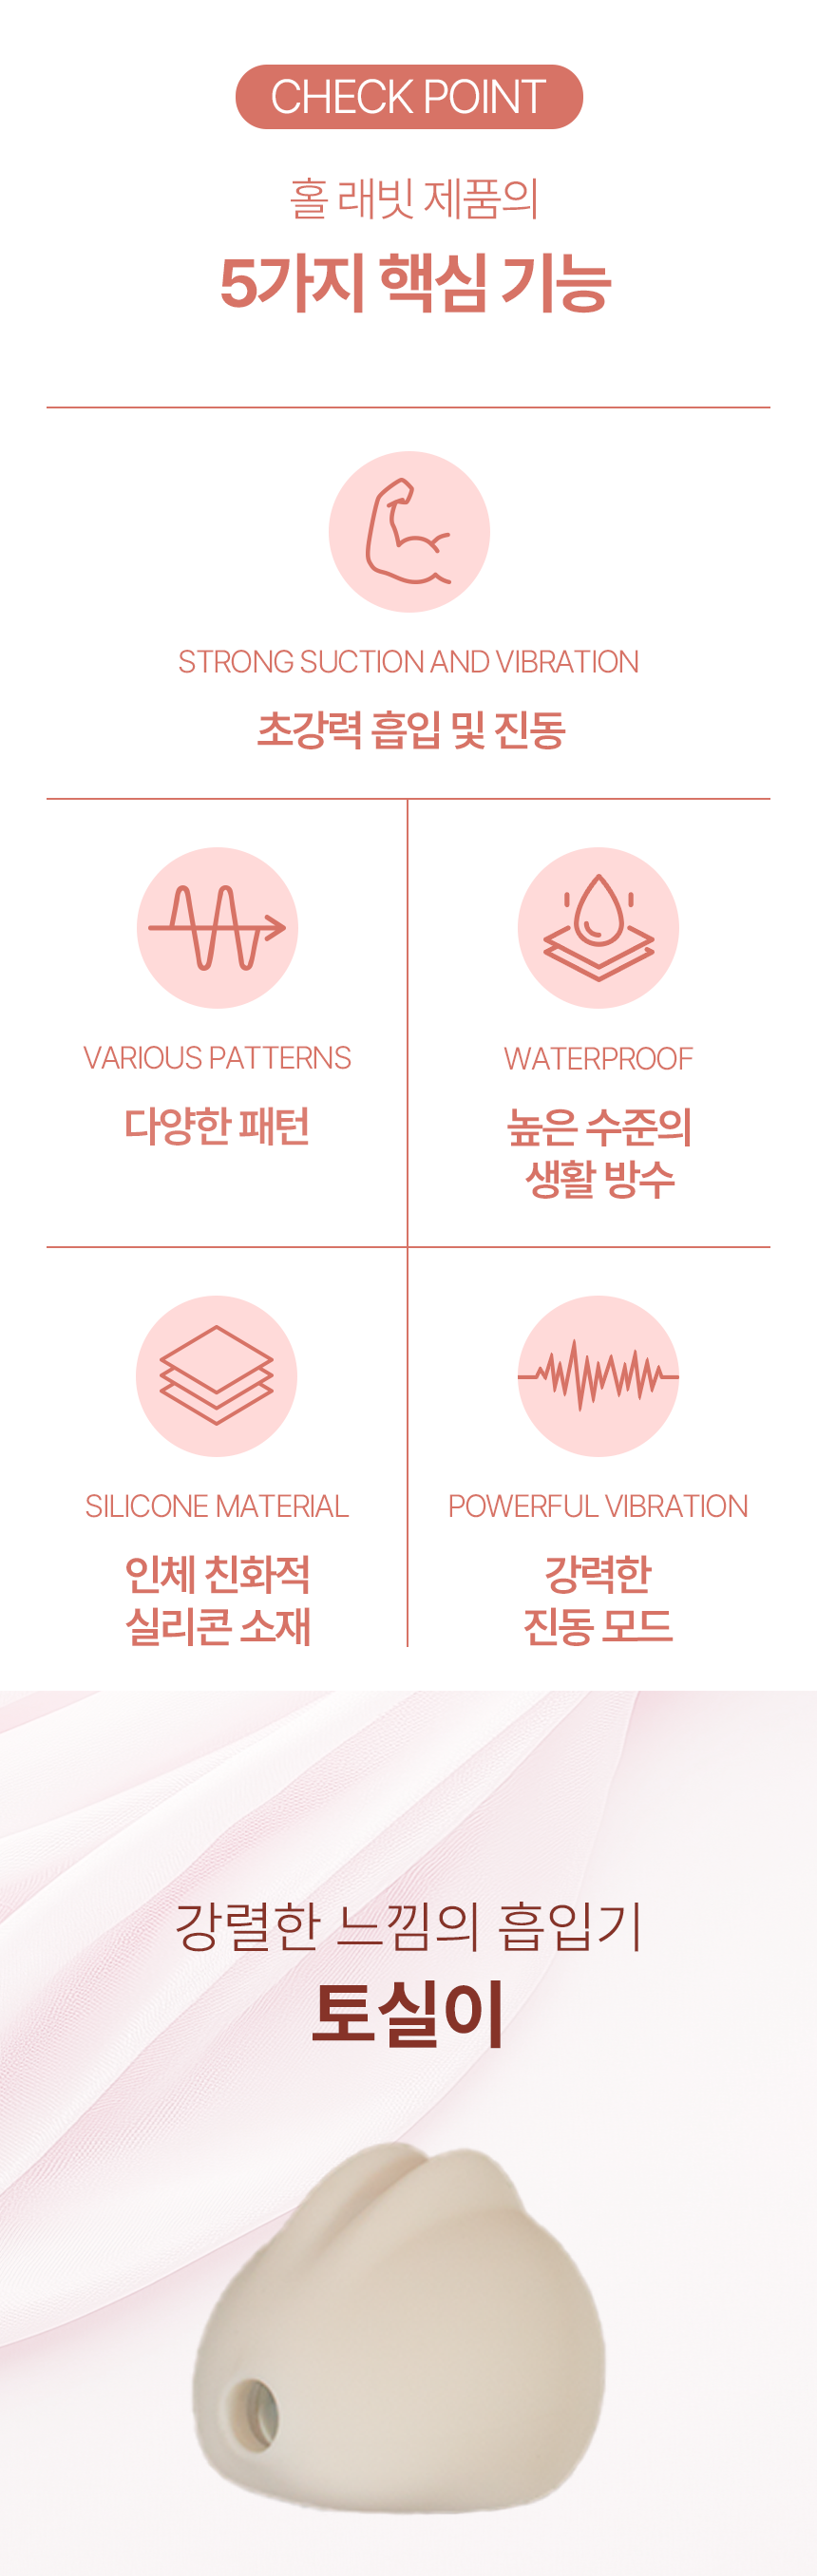 CHECK POINT
홀 래빗 제품의
5가지 핵심 기능
STRONG SUCTION AND VIBRATION
초강력 흡입 및 진동
VARIOUS PATTERNS
다양한 패턴
WATERPROOF
높은 수준의
생활 방수
SILICONE MATERIAL
인체 친화적
실리콘 소재
POWERFUL VIBRATION
강력한
진동 모드
강렬한 느낌의 흡입기
토실이